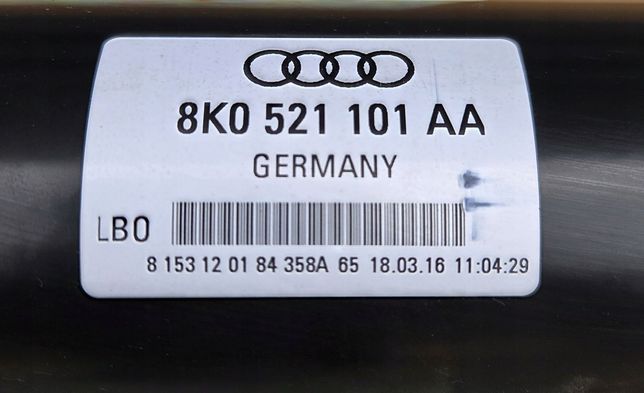 8K0 521 101 AA
GERMANY
LBO
8 153 12 01 84 358A 65 18.03.16 11:04:29